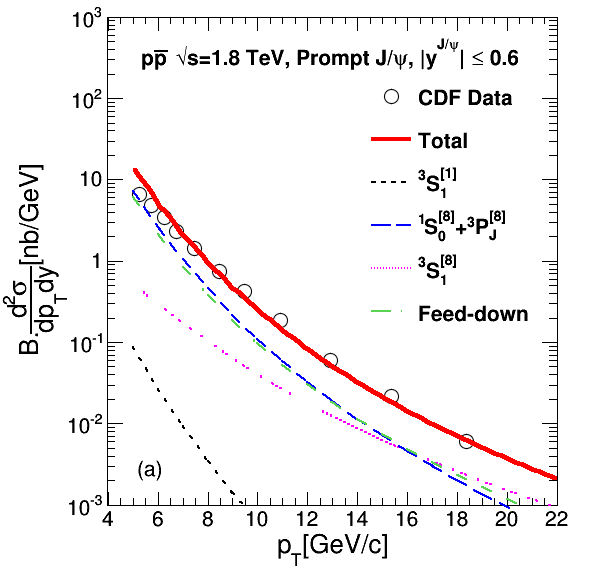 10³
10²
10
1
10⁻¹
10⁻²
10⁻³
B·d²σ/dp_T dy[nb/GeV]
pp̅ √s=1.8 TeV, Prompt J/ψ, |y^{J/ψ}| ≤ 0.6
CDF Data
Total
³S₁^[1]
¹S₀^[8]+³P_J^[8]
³S₁^[8]
Feed-down
(a)
4 6 8 10 12 14 16 18 20 22
p_T[GeV/c]